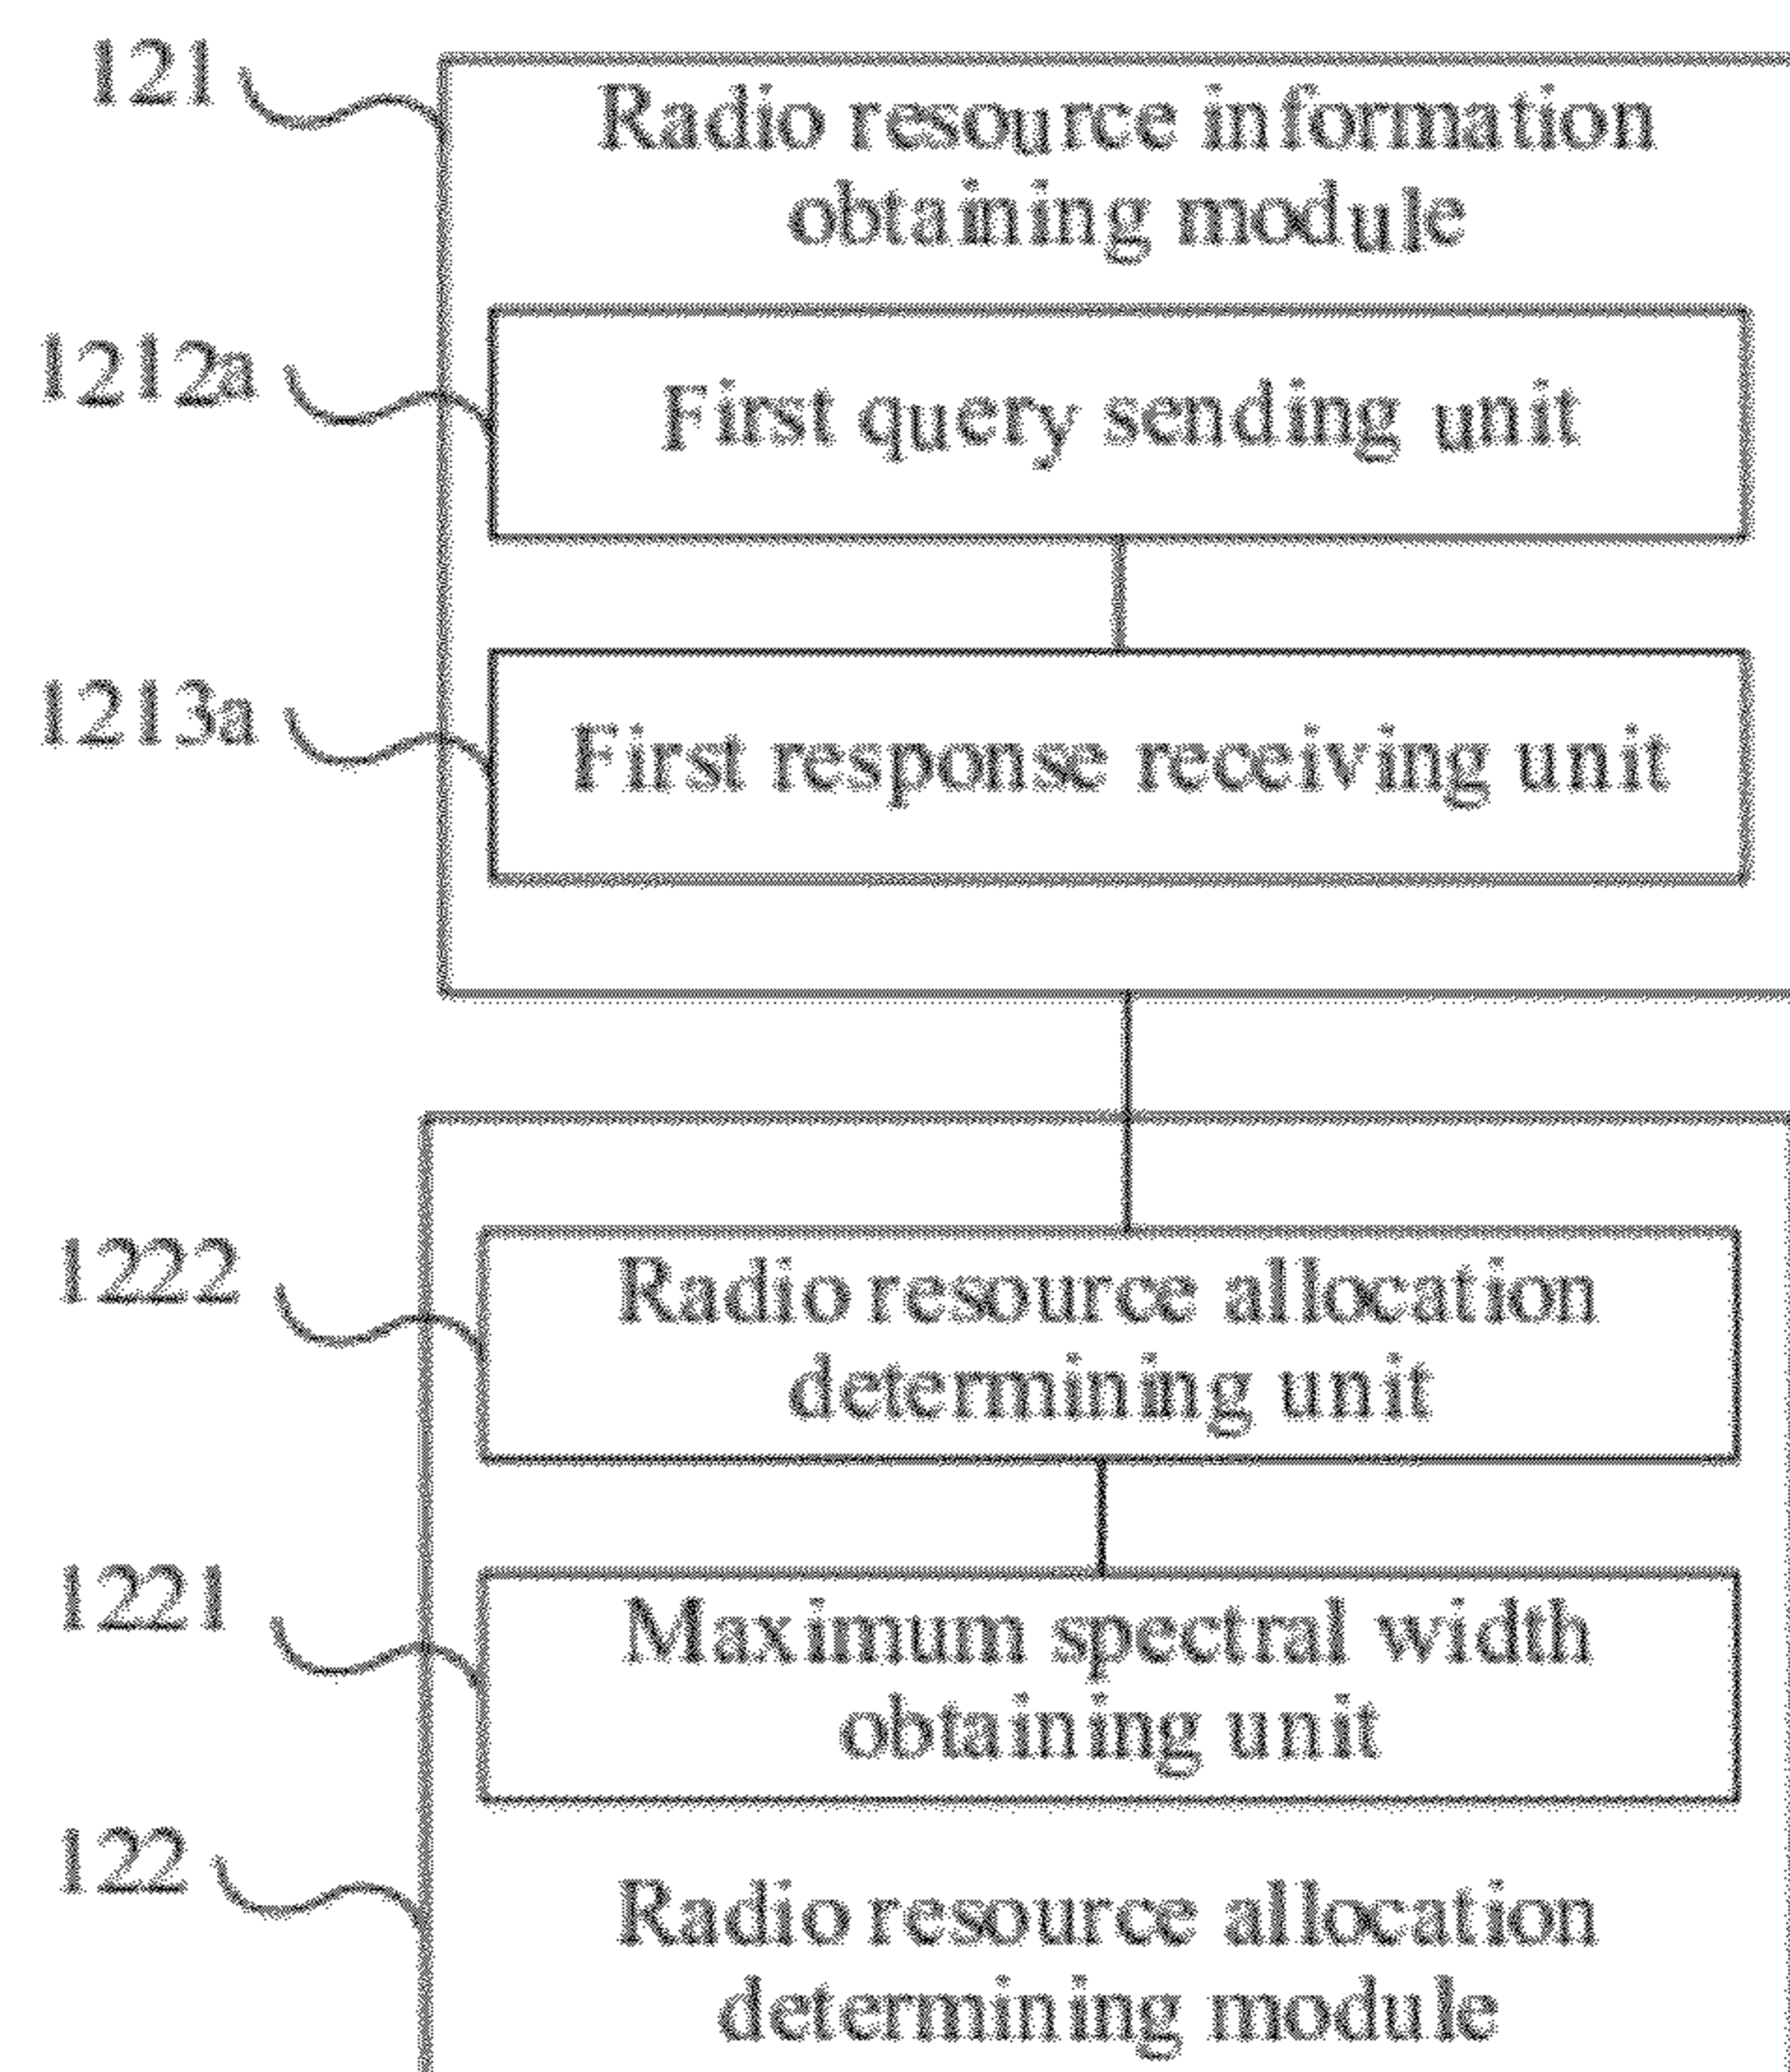 121
Radio resource information
obtaining module
1212a
First query sending unit
1213a
First response receiving unit
1222
Radio resource allocation
determining unit
1221
Maximum spectral width
obtaining unit
122
Radio resource allocation
determining module